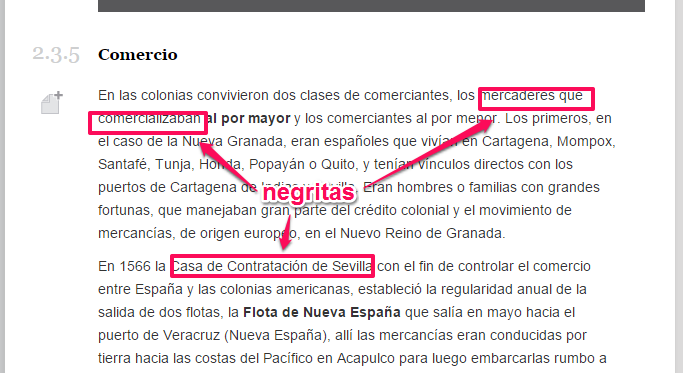 2.3.5 Comercio
En las colonias convivieron dos clases de comerciantes, los mercaderes que
comercializaban al por mayor y los comerciantes al por menor. Los primeros, en
el caso de la Nueva Granada, eran españoles que vivían en Cartagena, Mompox,
Santafé, Tunja, Honda, Popayán o Quito, y tenían vínculos directos con los
puertos de Cartagena de Indias y Sevilla. Eran hombres o familias con grandes
negritas
fortunas, que manejaban gran parte del crédito colonial y el movimiento de
mercancías, de origen europeo, en el Nuevo Reino de Granada.
En 1566 la Casa de Contratación de Sevilla con el fin de controlar el comercio
entre España y las colonias americanas, estableció la regularidad anual de la
salida de dos flotas, la Flota de Nueva España que salía en mayo hacia el
puerto de Veracruz (Nueva España), allí las mercancías eran conducidas por
tierra hacia las costas del Pacífico en Acapulco para luego embarcarlas rumbo a